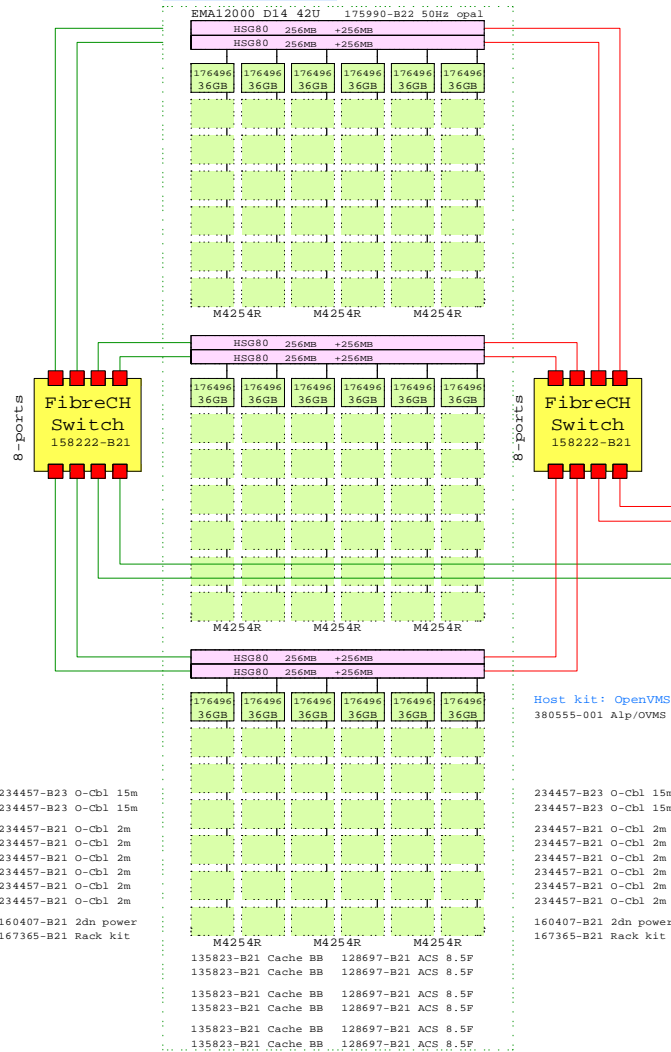 EMA12000 D14 42U 175990-B22 50Hz opal
HSG80 256MB +256MB
HSG80 256MB +256MB
176496 176496 176496 176496 176496 176496
36GB 36GB 36GB 36GB 36GB 36GB
M4254R M4254R M4254R
HSG80 256MB +256MB
HSG80 256MB +256MB
176496 176496 176496 176496 176496 176496
36GB 36GB 36GB 36GB 36GB 36GB
M4254R M4254R M4254R
8-ports
FibreCH
Switch
158222-B21
8-ports
FibreCH
Switch
158222-B21
HSG80 256MB +256MB
HSG80 256MB +256MB
176496 176496 176496 176496 176496 176496
36GB 36GB 36GB 36GB 36GB 36GB
M4254R M4254R M4254R
Host kit: OpenVMS
380555-001 Alp/OVMS
234457-B23 O-Cbl 15m
234457-B23 O-Cbl 15m
234457-B21 O-Cbl 2m
234457-B21 O-Cbl 2m
234457-B21 O-Cbl 2m
234457-B21 O-Cbl 2m
234457-B21 O-Cbl 2m
234457-B21 O-Cbl 2m
160407-B21 2dn power
167365-B21 Rack kit
234457-B23 O-Cbl 15m
234457-B23 O-Cbl 15m
234457-B21 O-Cbl 2m
234457-B21 O-Cbl 2m
234457-B21 O-Cbl 2m
234457-B21 O-Cbl 2m
234457-B21 O-Cbl 2m
234457-B21 O-Cbl 2m
160407-B21 2dn power
167365-B21 Rack kit
135823-B21 Cache BB 128697-B21 ACS 8.5F
135823-B21 Cache BB 128697-B21 ACS 8.5F
135823-B21 Cache BB 128697-B21 ACS 8.5F
135823-B21 Cache BB 128697-B21 ACS 8.5F
135823-B21 Cache BB 128697-B21 ACS 8.5F
135823-B21 Cache BB 128697-B21 ACS 8.5F